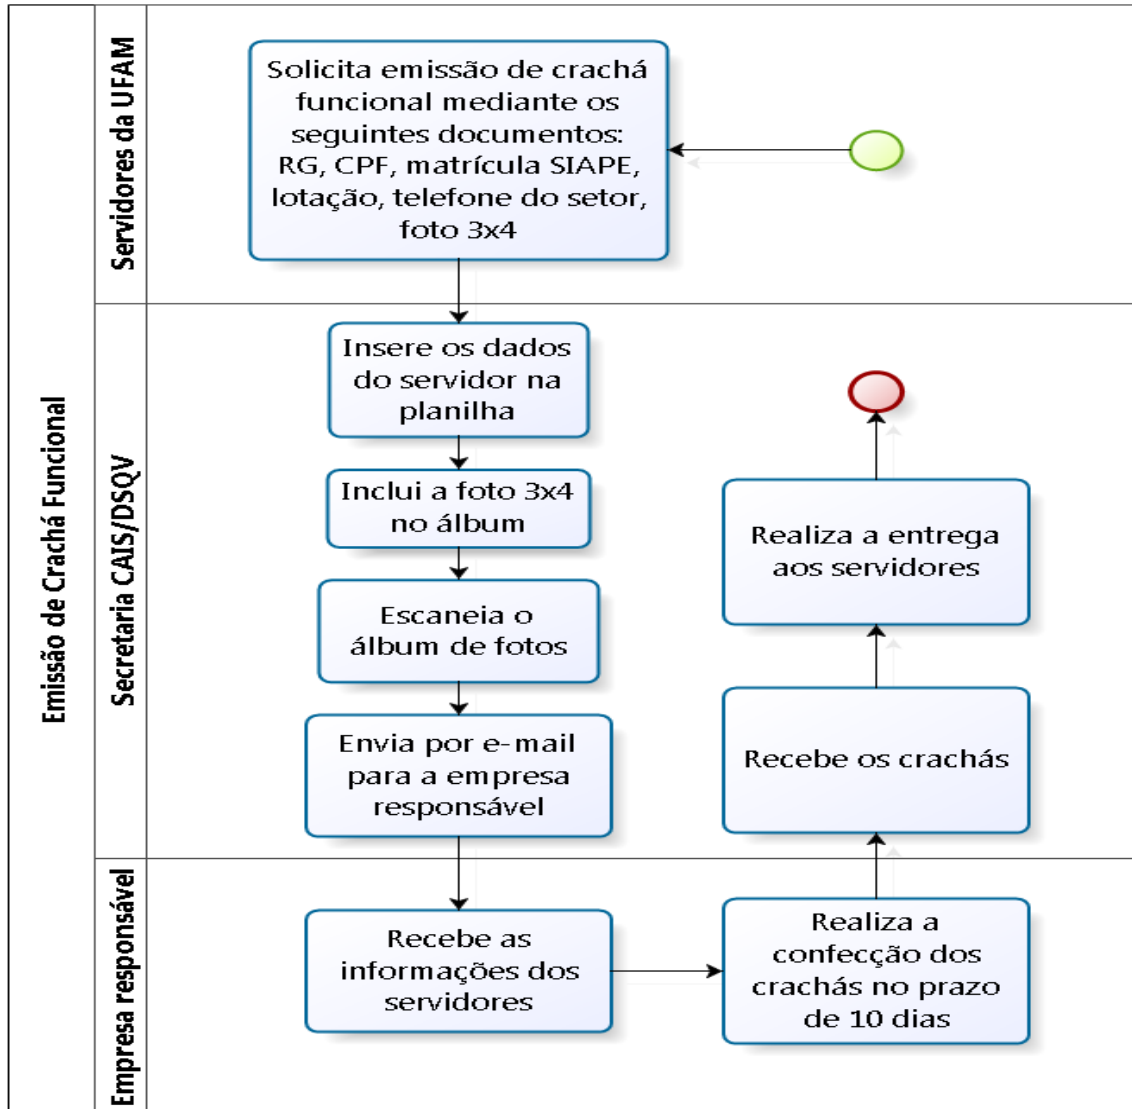 Emissão de Crachá Funcional
Servidores da UFAM
Solicita emissão de crachá
funcional mediante os
seguintes documentos:
RG, CPF, matrícula SIAPE,
lotação, telefone do setor,
foto 3x4
Secretaria CAIS/DSQV
Insere os dados
do servidor na
planilha
Inclui a foto 3x4
no álbum
Escaneia o
álbum de fotos
Envia por e-mail
para a empresa
responsável
Empresa responsável
Recebe as
informações dos
servidores
Realiza a
confecção dos
crachás no prazo
de 10 dias
Recebe os crachás
Realiza a entrega
aos servidores